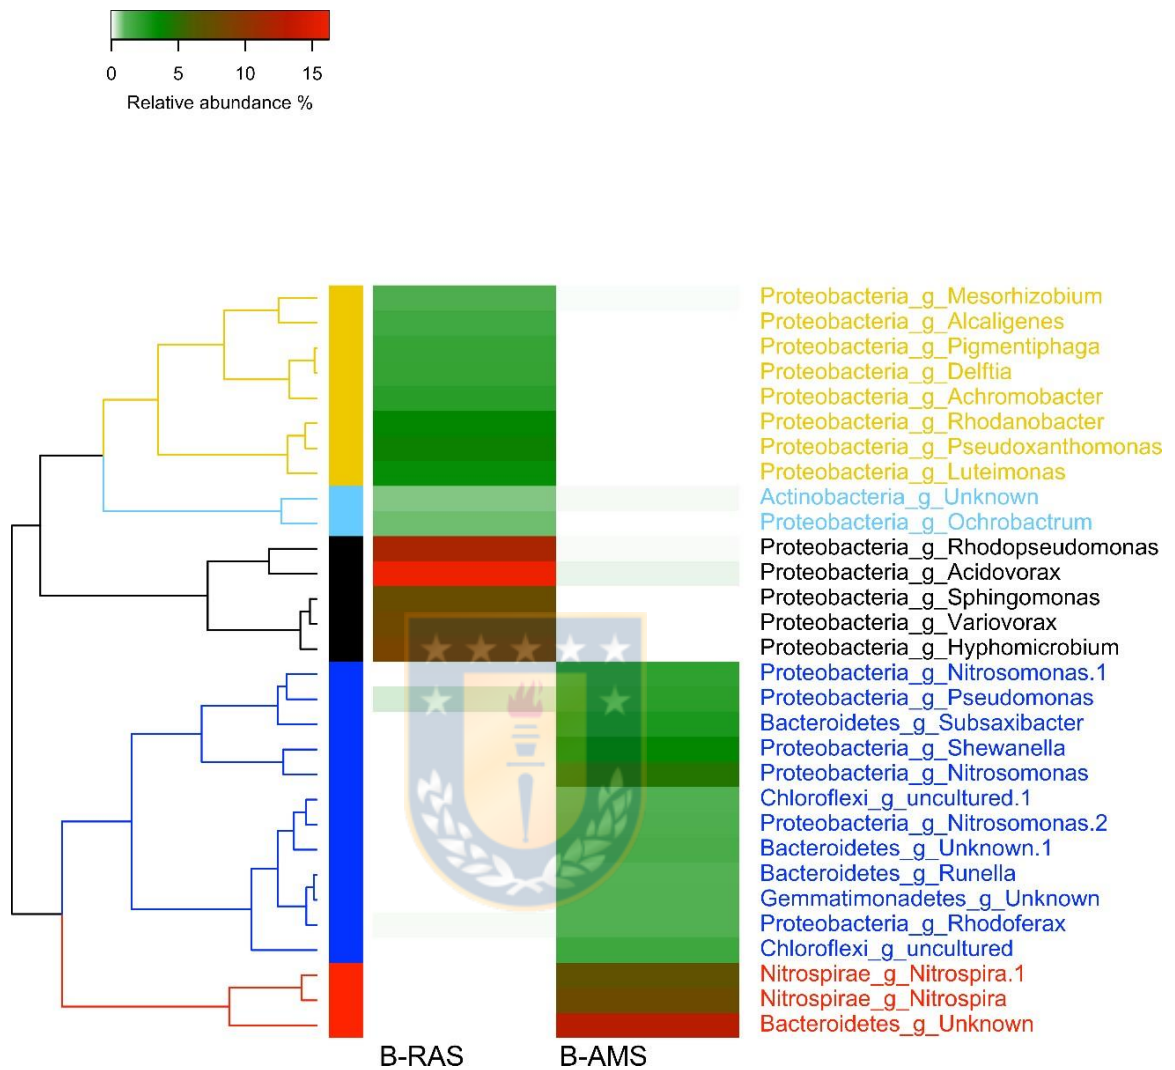 0 5 10 15
Relative abundance %
Proteobacteria_g_Mesorhizobium
Proteobacteria_g_Alcaligenes
Proteobacteria_g_Pigmentiphaga
Proteobacteria_g_Delftia
Proteobacteria_g_Achromobacter
Proteobacteria_g_Rhodanobacter
Proteobacteria_g_Pseudoxanthomonas
Proteobacteria_g_Luteimonas
Actinobacteria_g_Unknown
Proteobacteria_g_Ochrobactrum
Proteobacteria_g_Rhodopseudomonas
Proteobacteria_g_Acidovorax
Proteobacteria_g_Sphingomonas
Proteobacteria_g_Variovorax
Proteobacteria_g_Hyphomicrobium
Proteobacteria_g_Nitrosomonas.1
Proteobacteria_g_Pseudomonas
Bacteroidetes_g_Subsaxibacter
Proteobacteria_g_Shewanella
Proteobacteria_g_Nitrosomonas
Chloroflexi_g_uncultured.1
Proteobacteria_g_Nitrosomonas.2
Bacteroidetes_g_Unknown.1
Bacteroidetes_g_Runella
Gemmatimonadetes_g_Unknown
Proteobacteria_g_Rhodoferax
Chloroflexi_g_uncultured
Nitrospirae_g_Nitrospira.1
Nitrospirae_g_Nitrospira
Bacteroidetes_g_Unknown
B-RAS B-AMS